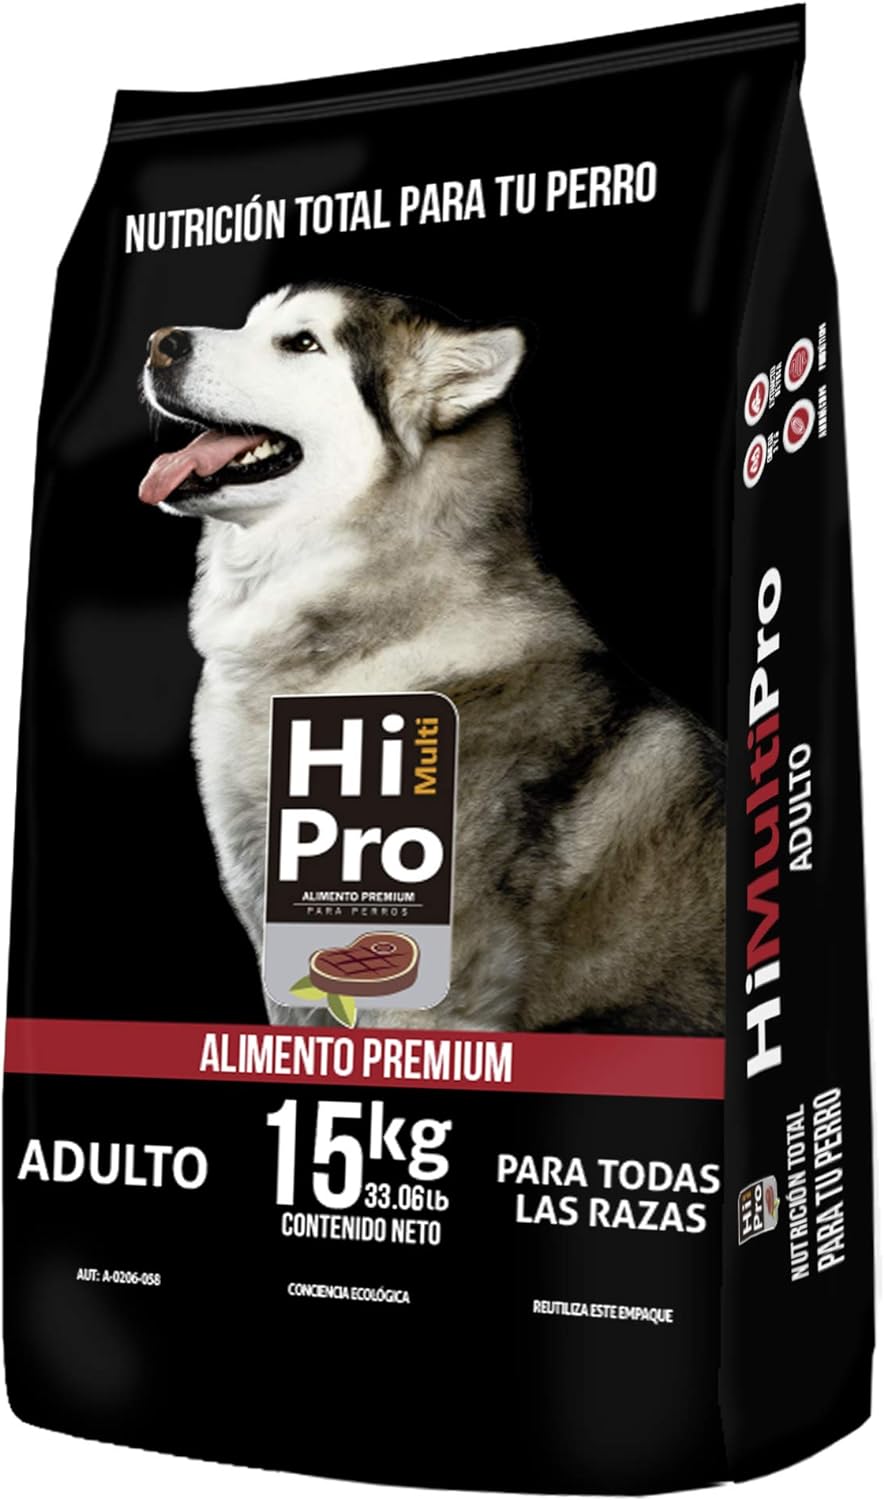 NUTRICIÓN TOTAL PARA TU PERRO
Hi Multi
Pro
ALIMENTO PREMIUM
PARA PERROS
ALIMENTO PREMIUM
ADULTO
15kg
33.06lb
CONTENIDO NETO
PARA TODAS
LAS RAZAS
AUT: A-0206-058
CONCIENCIA ECOLÓGICA
REUTILIZA ESTE EMPAQUE
HiMultiPro
ADULTO
Hi
Pro
NUTRICIÓN TOTAL
PARA TU PERRO